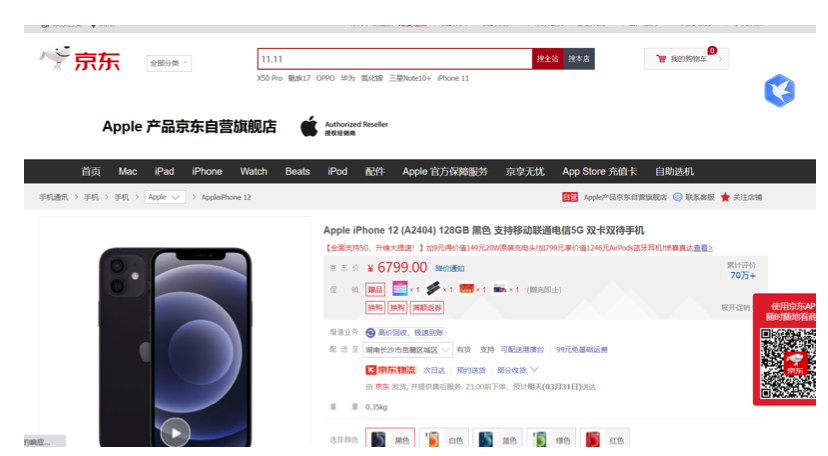 京东
全部分类
11.11
搜全站 搜本店
我的购物车 0
X50 Pro 魅族17 OPPO 华为 氮化镓 三星Note10+ iPhone 11
Apple 产品京东自营旗舰店
Authorized Reseller
授权经销商
首页 Mac iPad iPhone Watch Beats iPod 配件 Apple 官方保障服务 京享无忧 App Store 充值卡 自助选机
手机通讯 > 手机 > 手机 > Apple > AppleiPhone 12
自营 Apple产品京东自营旗舰店 联系客服 关注店铺
Apple iPhone 12 (A2404) 128GB 黑色 支持移动联通电信5G 双卡双待手机
【全面支持5G，升维大提速！】加9元得价值149元20W原装充电头!加799元享价值1246元AirPods蓝牙耳机!惊喜直达查看>
京 东 价 ￥6799.00 降价通知
累计评价
70万+
促 销 赠品 ×1 ×1 ×1 ×1 (赠完即止)
换购 换购 满额返券
展开促销
使用京东AP
随时随地看商
京东
增值业务 高价回收，极速到账
配 送 至 湖南长沙市岳麓区城区 有货 支持 可配送港澳台 99元免基础运费
京东物流 次日达 预约送货 部分收货
由 京东 发货, 并提供售后服务. 23:00前下单，预计明天(03月31日)送达
重 量 0.35kg
选择颜色 黑色 白色 蓝色 绿色 红色
的响应...